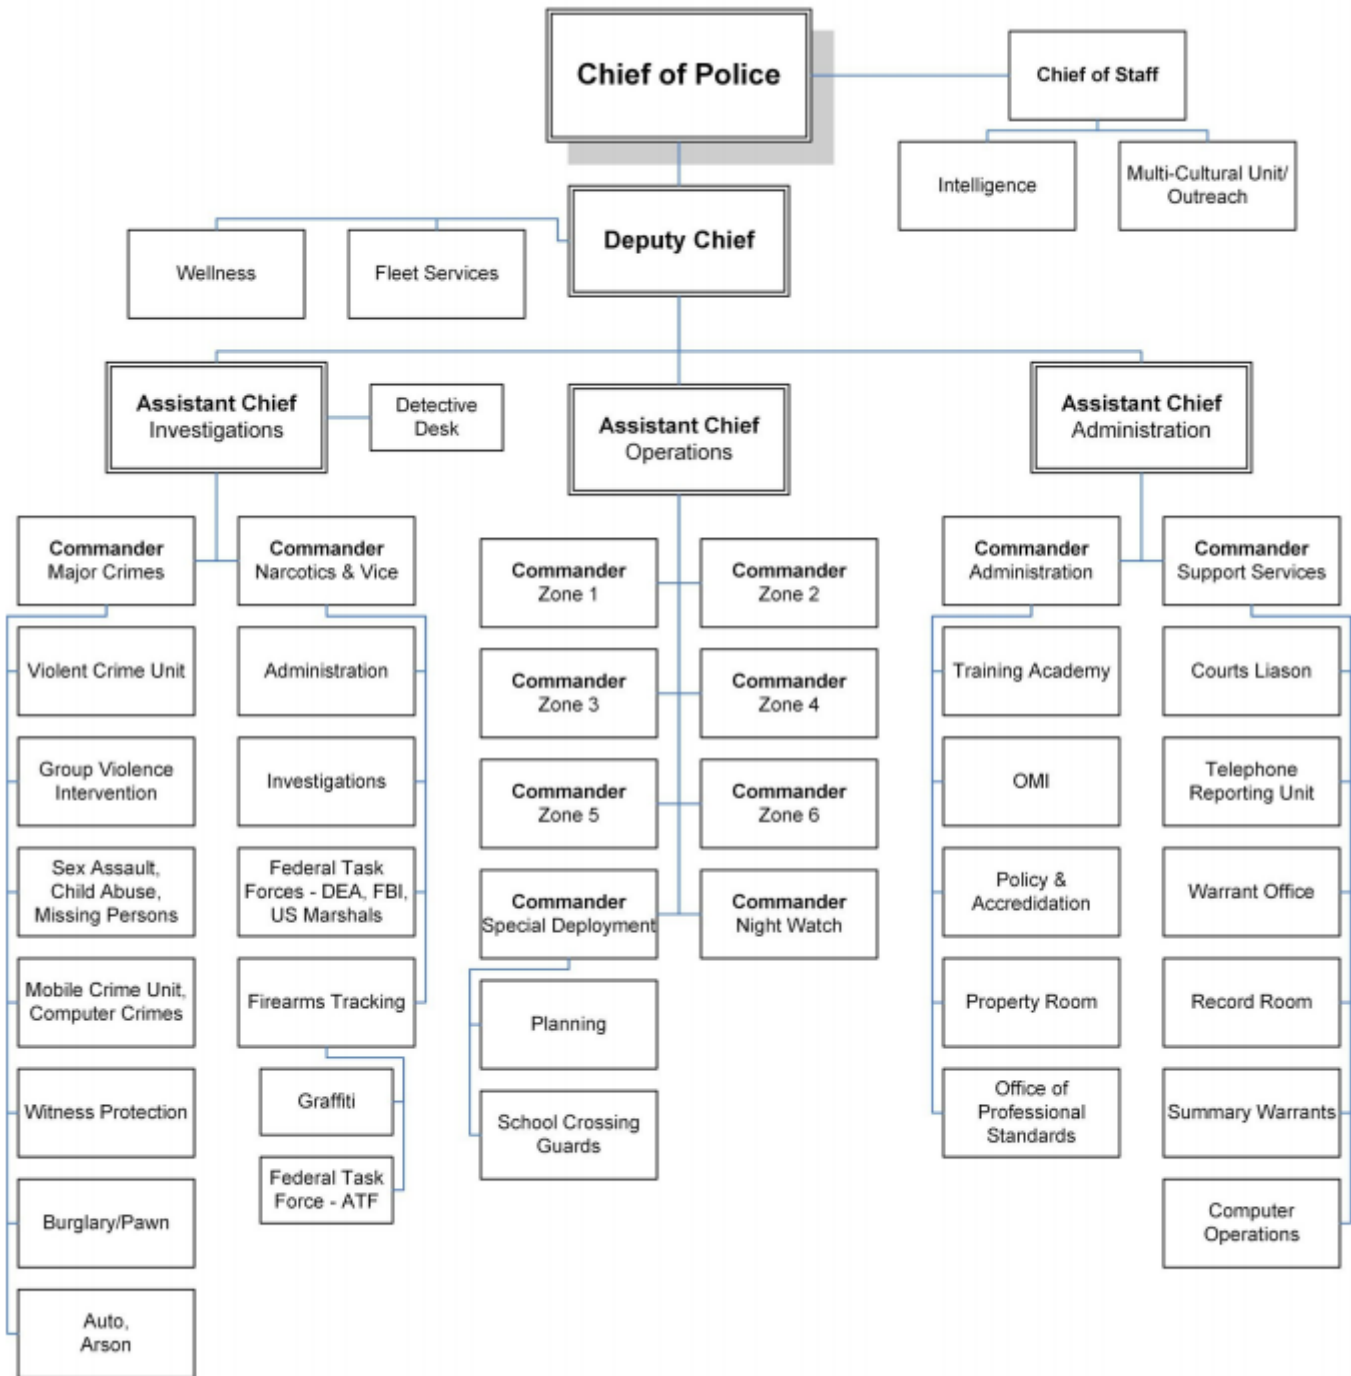 Chief of Police
Chief of Staff
Intelligence
Multi-Cultural Unit/
Outreach
Deputy Chief
Wellness
Fleet Services
Assistant Chief
Investigations
Detective
Desk
Assistant Chief
Operations
Assistant Chief
Administration
Commander
Major Crimes
Violent Crime Unit
Group Violence
Intervention
Sex Assault,
Child Abuse,
Missing Persons
Mobile Crime Unit,
Computer Crimes
Witness Protection
Burglary/Pawn
Auto,
Arson
Commander
Narcotics & Vice
Administration
Investigations
Federal Task
Forces - DEA, FBI,
US Marshals
Firearms Tracking
Graffiti
Federal Task
Force - ATF
Commander
Zone 1
Commander
Zone 2
Commander
Zone 3
Commander
Zone 4
Commander
Zone 5
Commander
Zone 6
Commander
Special Deployment
Commander
Night Watch
Planning
School Crossing
Guards
Commander
Administration
Training Academy
OMI
Policy &
Accredidation
Property Room
Office of
Professional
Standards
Commander
Support Services
Courts Liason
Telephone
Reporting Unit
Warrant Office
Record Room
Summary Warrants
Computer
Operations